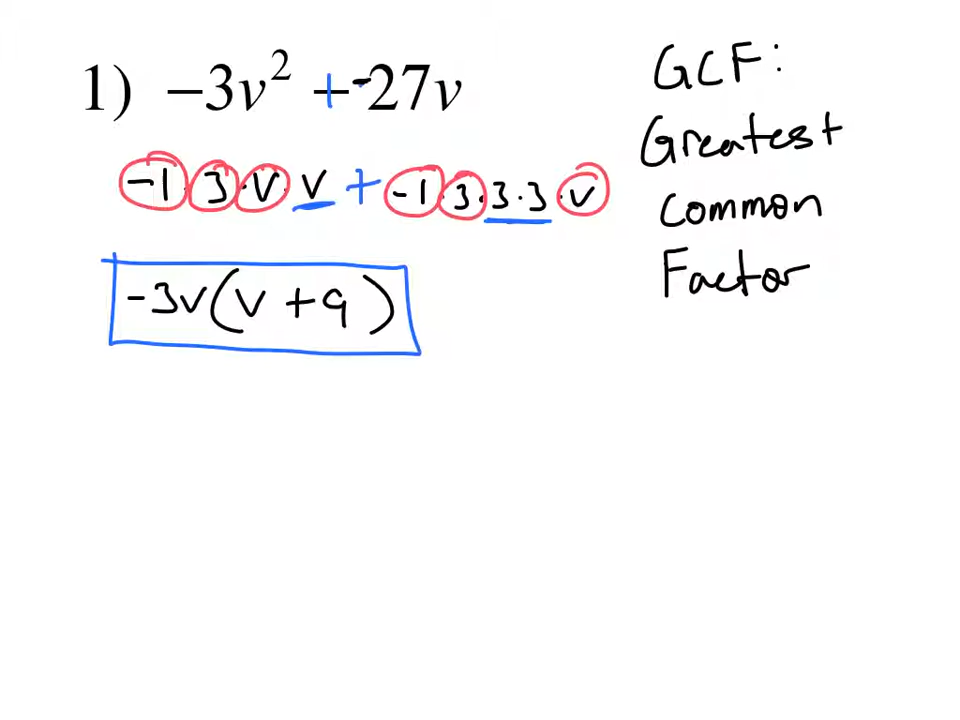 1) −3v² + -27v
-1·3·v·v + -1·3·3·3·v
-3v(v+9)
GCF:
Greatest
Common
Factor